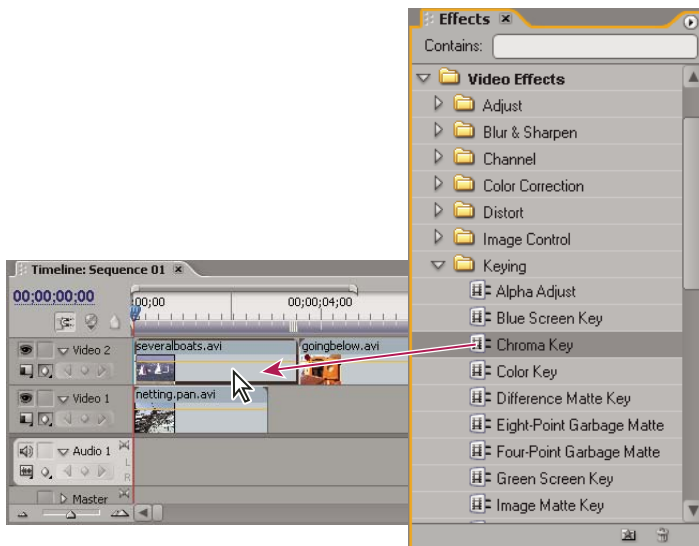 Effects
Contains:
Video Effects
Adjust
Blur & Sharpen
Channel
Color Correction
Distort
Image Control
Keying
Alpha Adjust
Blue Screen Key
Chroma Key
Color Key
Difference Matte Key
Eight-Point Garbage Matte
Four-Point Garbage Matte
Green Screen Key
Image Matte Key
Timeline: Sequence 01
00;00;00;00
:00;00
00;00;04;00
Video 2
severalboats.avi
goingbelow.avi
Video 1
netting.pan.avi
Audio 1
L
R
Master